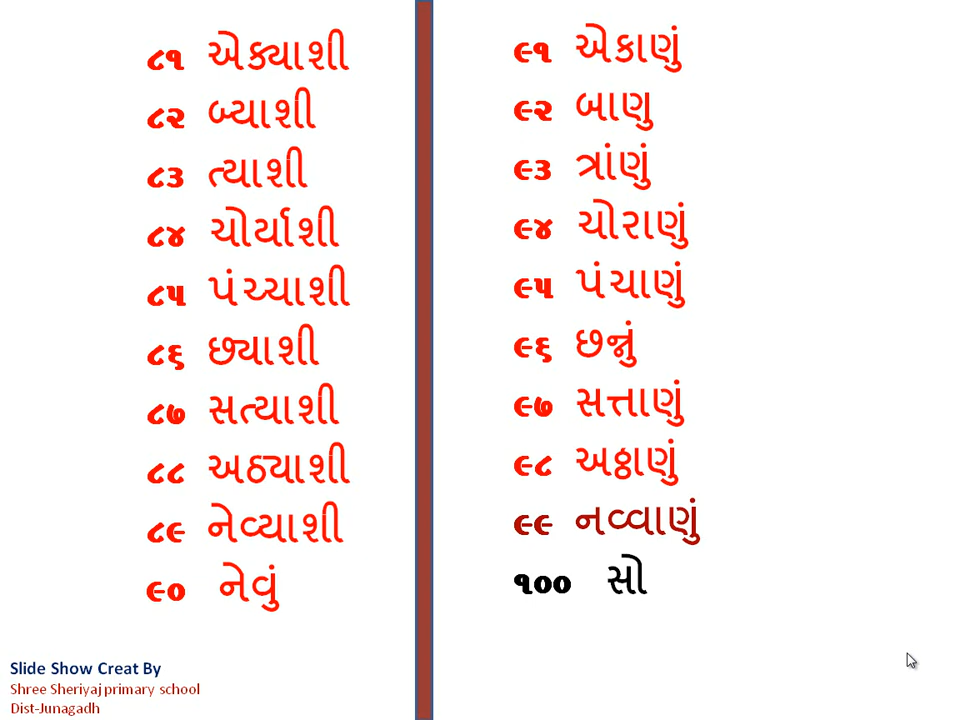 ૮૧ એક્યાશી
૮૨ બ્યાશી
૮૩ ત્યાશી
૮૪ ચોર્યાશી
૮૫ પંચ્યાશી
૮૬ છ્યાશી
૮૭ સત્યાશી
૮૮ અઠ્યાશી
૮૯ નેવ્યાશી
૯૦ નેવું
૯૧ એકાણું
૯૨ બાણુ
૯૩ ત્રાંણું
૯૪ ચોરાણું
૯૫ પંચાણું
૯૬ છન્નું
૯૭ સત્તાણું
૯૮ અઠ્ઠાણું
૯૯ નવ્વાણું
૧૦૦ સો
Slide Show Creat By
Shree Sheriyaj primary school
Dist-Junagadh